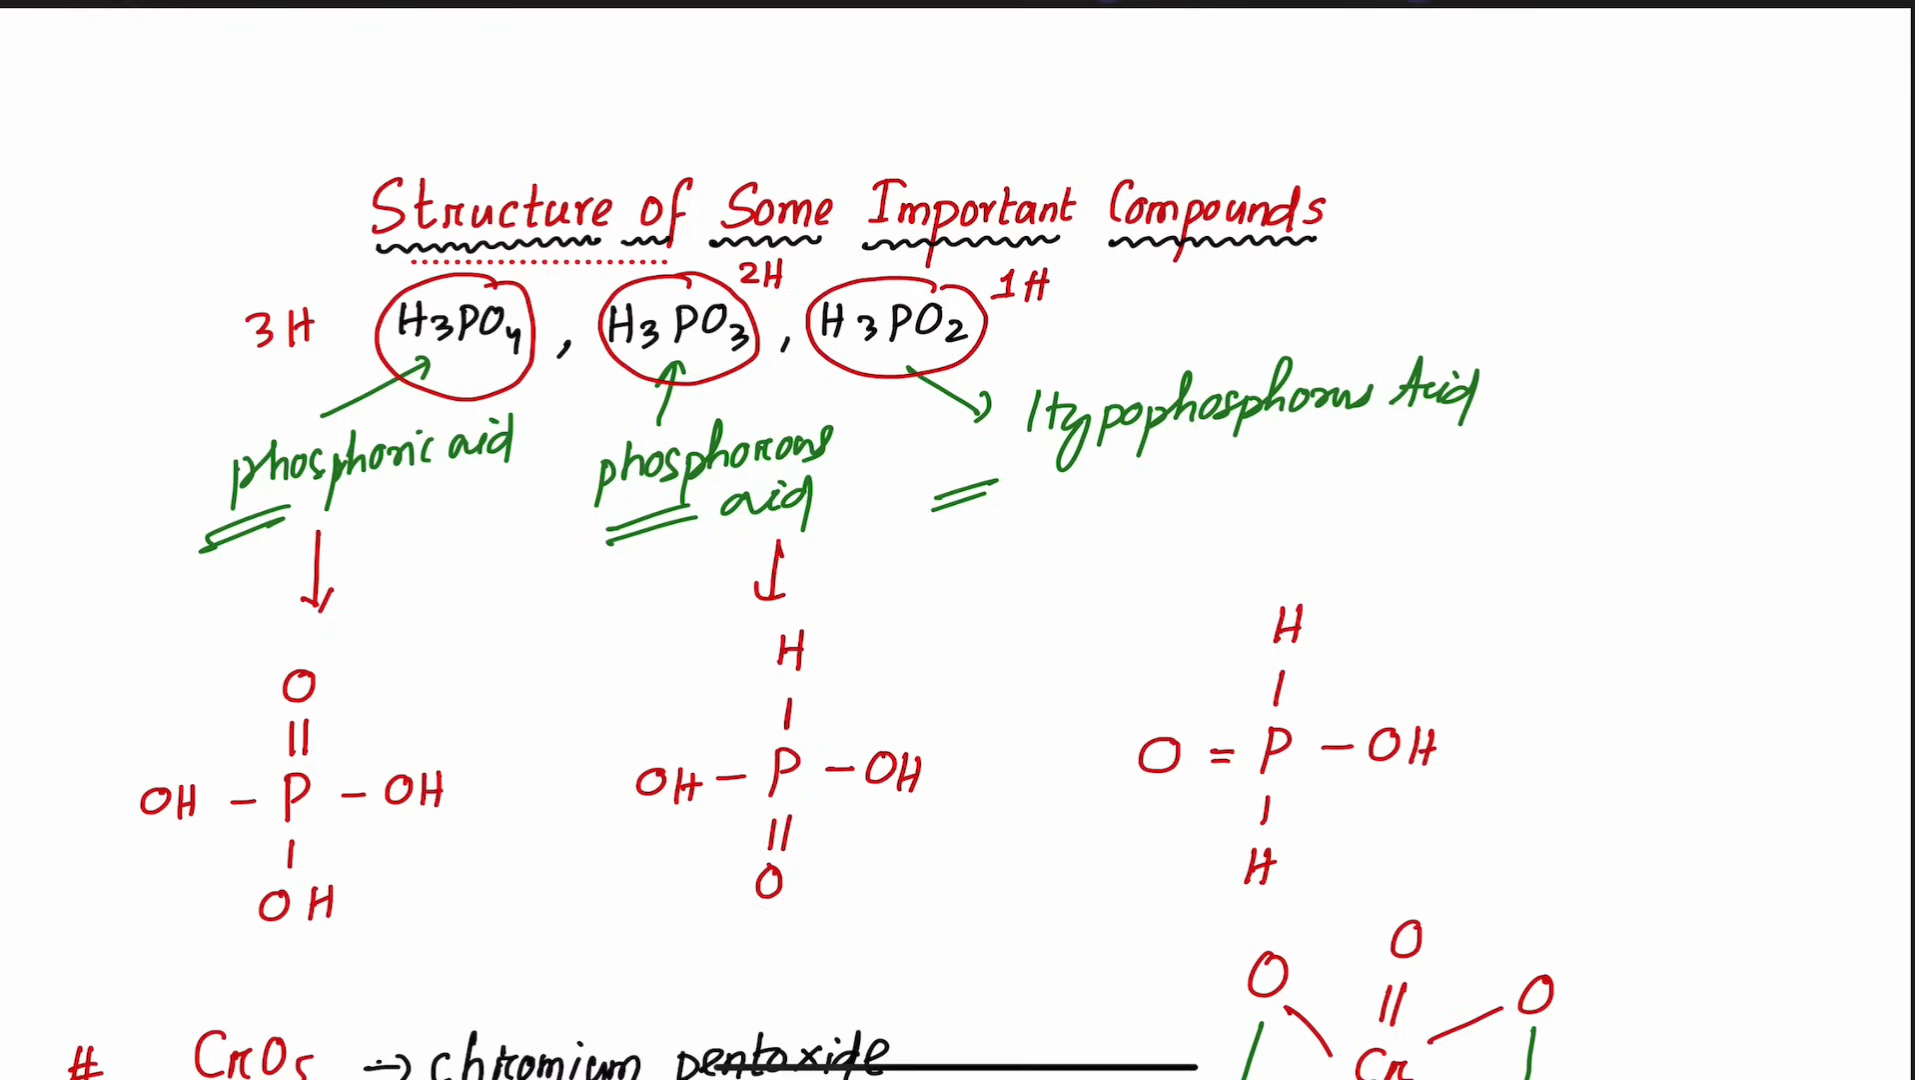 Structure of Some Important Compounds
3H H3PO4 , H3PO3 2H , H3PO2 1H
phosphoric acid phosphorous acid Hypophosphorus Acid
H H
O
||
OH - P - OH
|
OH
H
|
OH - P - OH
||
O
H
|
O = P - OH
|
H
O O O
||
# CrO5 → chromium pentoxide Cr